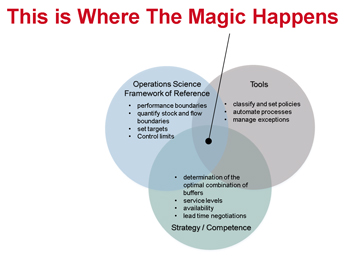 This is Where The Magic Happens
Operations Science
Framework of Reference
• performance boundaries
• quantify stock and flow
boundaries
• set targets
• Control limits
Tools
• classify and set policies
• automate processes
• manage exceptions
• determination of the
optimal combination of
buffers
• service levels
• availability
• lead time negotiations
Strategy / Competence